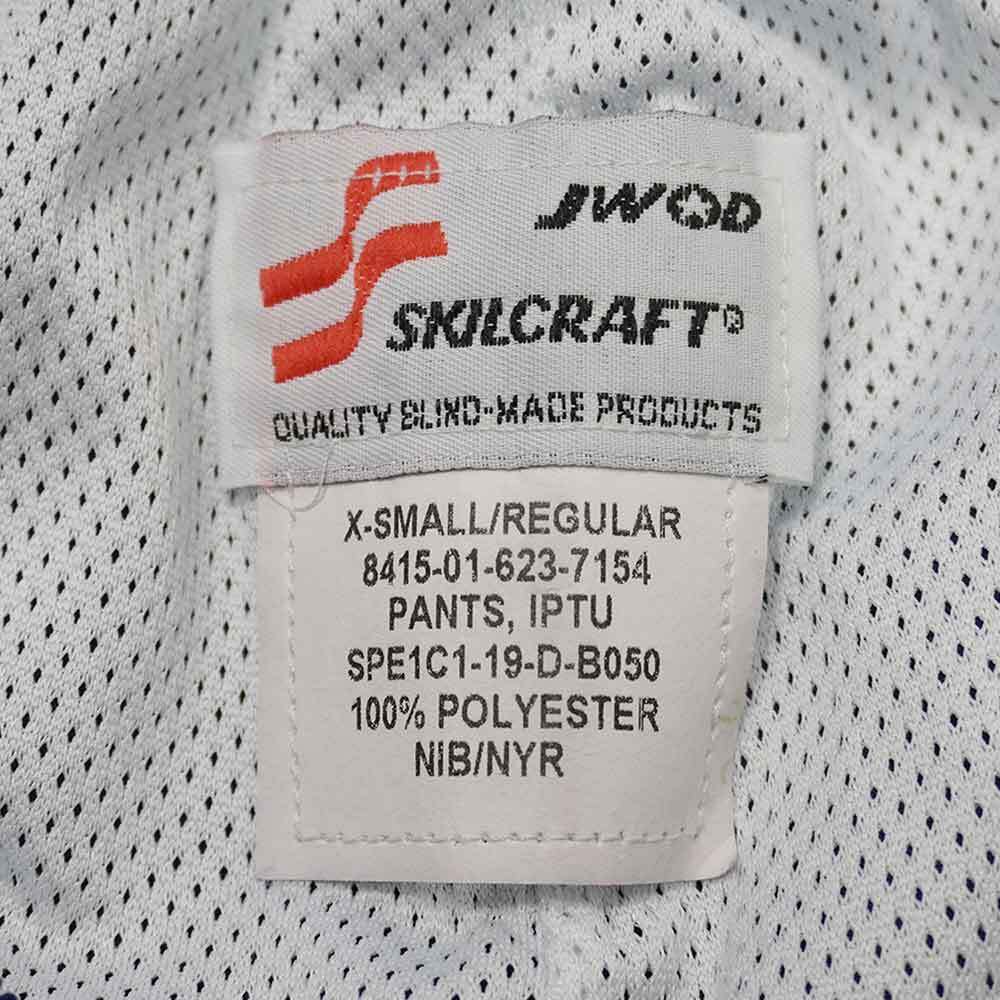 JWOD
SKILCRAFT®
QUALITY BLIND-MADE PRODUCTS
X-SMALL/REGULAR
8415-01-623-7154
PANTS, IPTU
SPE1C1-19-D-B050
100% POLYESTER
NIB/NYR